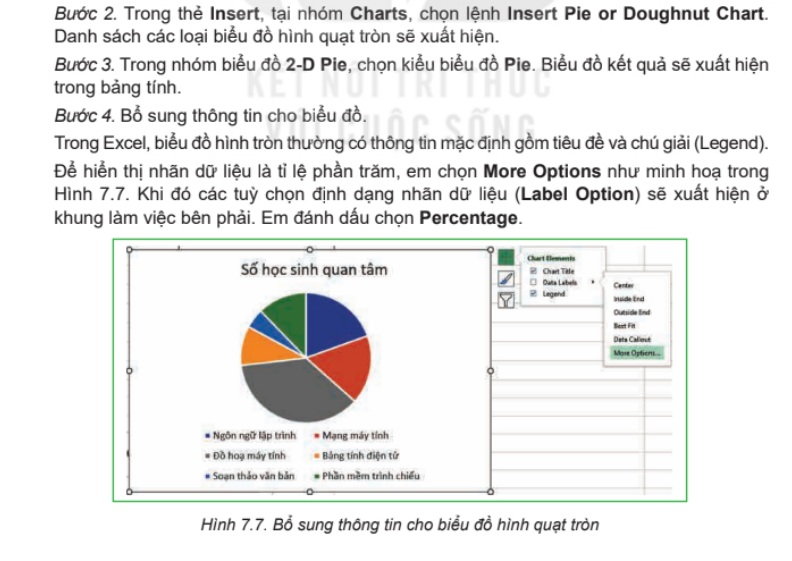 Bước 2. Trong thẻ Insert, tại nhóm Charts, chọn lệnh Insert Pie or Doughnut Chart.
Danh sách các loại biểu đồ hình quạt tròn sẽ xuất hiện.
Bước 3. Trong nhóm biểu đồ 2-D Pie, chọn kiểu biểu đồ Pie. Biểu đồ kết quả sẽ xuất hiện
trong bảng tính.
KẾT NỐI TRI THỨC
Bước 4. Bổ sung thông tin cho biểu đồ.
VỚI CUỘC SỐNG
Trong Excel, biểu đồ hình tròn thường có thông tin mặc định gồm tiêu đề và chú giải (Legend).
Để hiển thị nhãn dữ liệu là tỉ lệ phần trăm, em chọn More Options như minh hoạ trong
Hình 7.7. Khi đó các tuỳ chọn định dạng nhãn dữ liệu (Label Option) sẽ xuất hiện ở
khung làm việc bên phải. Em đánh dấu chọn Percentage.
Số học sinh quan tâm
Ngôn ngữ lập trình
Mạng máy tính
Đồ hoạ máy tính
Bảng tính điện tử
Soạn thảo văn bản
Phần mềm trình chiếu
Chart Elements
Chart Title
Data Labels
Legend
Center
Inside End
Outside End
Best Fit
Data Callout
More Options...
Hình 7.7. Bổ sung thông tin cho biểu đồ hình quạt tròn